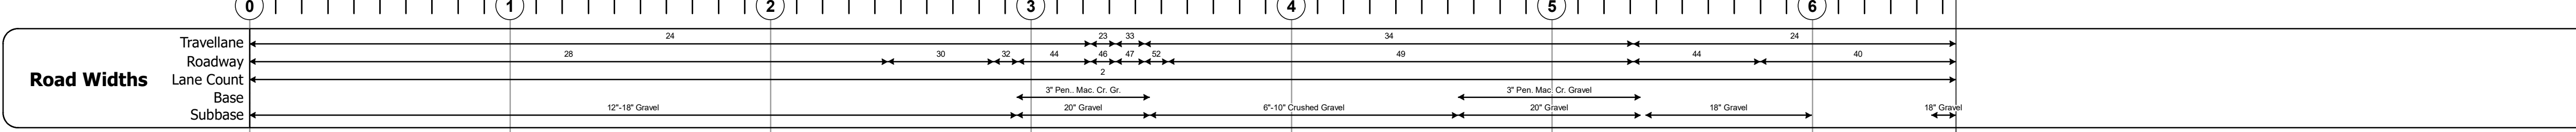 0 1 2 3 4 5 6
Road Widths
Travellane 24 23 33 34 24
Roadway 28 30 32 44 46 47 52 49 44 40
Lane Count 2
Base 3" Pen.. Mac. Cr. Gr. 3" Pen. Mac. Cr. Gravel
Subbase 12"-18" Gravel 20" Gravel 6"-10" Crushed Gravel 20" Gravel 18" Gravel 18" Gravel